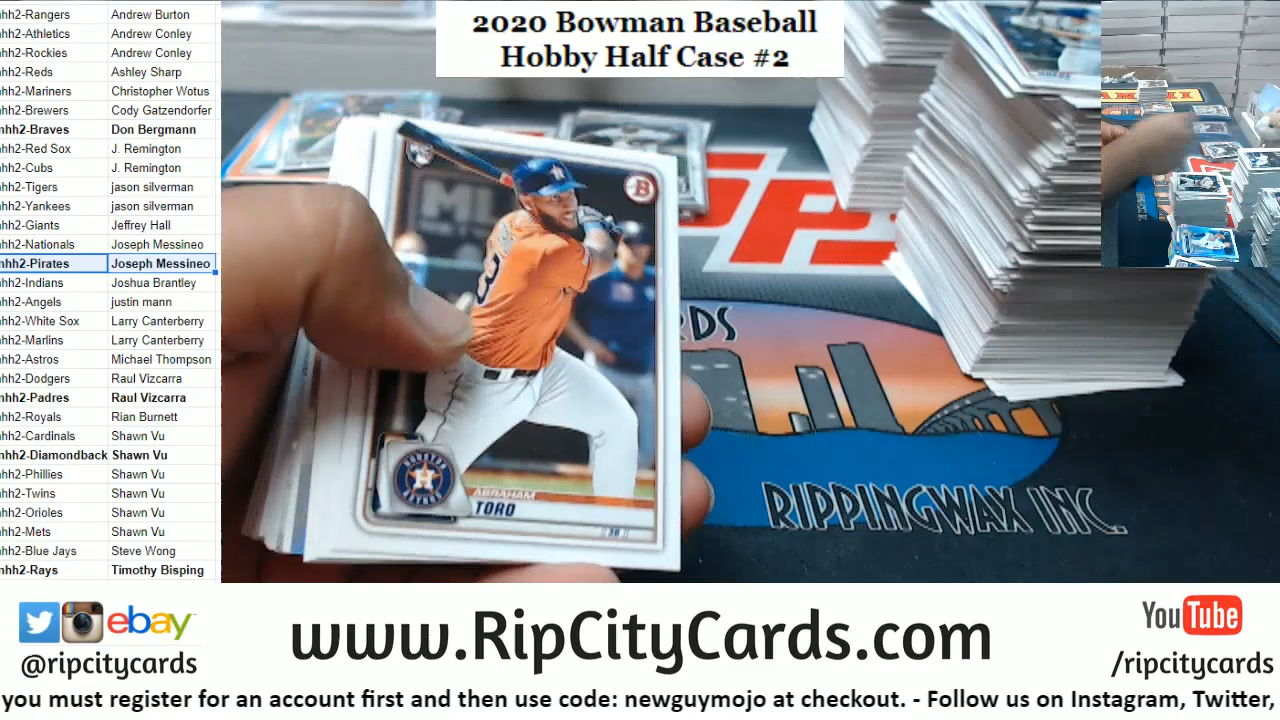 2020 Bowman Baseball
Hobby Half Case #2
hh2-Rangers Andrew Burton
hh2-Athletics Andrew Conley
hh2-Rockies Andrew Conley
hh2-Reds Ashley Sharp
hh2-Mariners Christopher Wotus
hh2-Brewers Cody Gatzendorfer
hh2-Braves Don Bergmann
hh2-Red Sox J. Remington
hh2-Cubs J. Remington
hh2-Tigers jason silverman
hh2-Yankees jason silverman
hh2-Giants Jeffrey Hall
hh2-Nationals Joseph Messineo
hh2-Pirates Joseph Messineo
hh2-Indians Joshua Brantley
hh2-Angels justin mann
hh2-White Sox Larry Canterberry
hh2-Marlins Larry Canterberry
hh2-Astros Michael Thompson
hh2-Dodgers Raul Vizcarra
hh2-Padres Raul Vizcarra
hh2-Royals Rian Burnett
hh2-Cardinals Shawn Vu
hh2-Diamondback Shawn Vu
hh2-Phillies Shawn Vu
hh2-Twins Shawn Vu
hh2-Orioles Shawn Vu
hh2-Mets Shawn Vu
hh2-Blue Jays Steve Wong
hh2-Rays Timothy Bisping
B
HOUSTON
ASTROS
ABRAHAM
TORO
3B
RDS
RIPPINGWAX INC.
ebay
@ripcitycards
www.RipCityCards.com
YouTube
/ripcitycards
you must register for an account first and then use code: newguymojo at checkout. - Follow us on Instagram, Twitter,